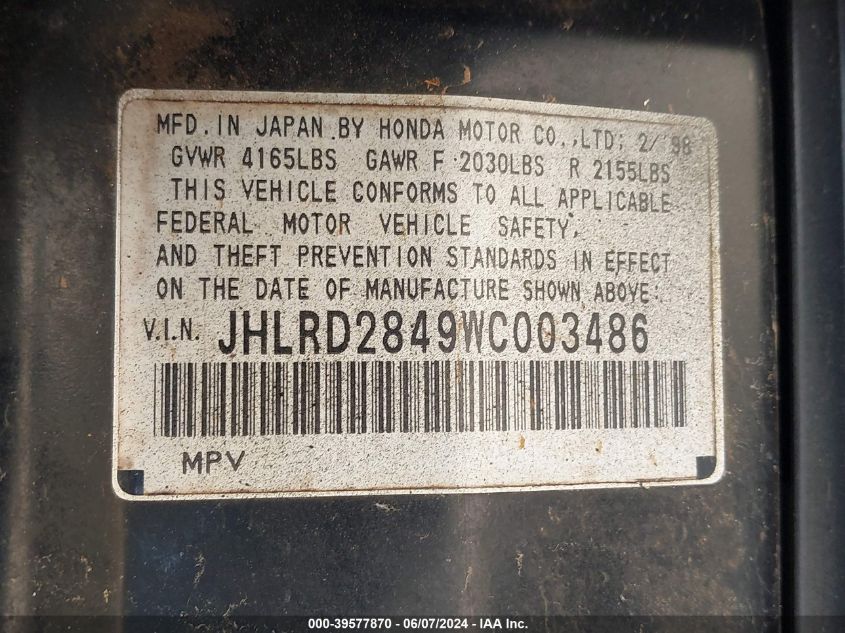 MFD. IN JAPAN BY HONDA MOTOR CO.,LTD; 2/'98
GVWR 4165LBS GAWR F 2030LBS R 2155LBS
THIS VEHICLE CONFORMS TO ALL APPLICABLE
FEDERAL MOTOR VEHICLE SAFETY,
AND THEFT PREVENTION STANDARDS IN EFFECT
ON THE DATE OF MANUFACTURE SHOWN ABOVE.
V.I.N. JHLRD2849WC003486
MPV
000-39577870 - 06/07/2024 - IAA Inc.